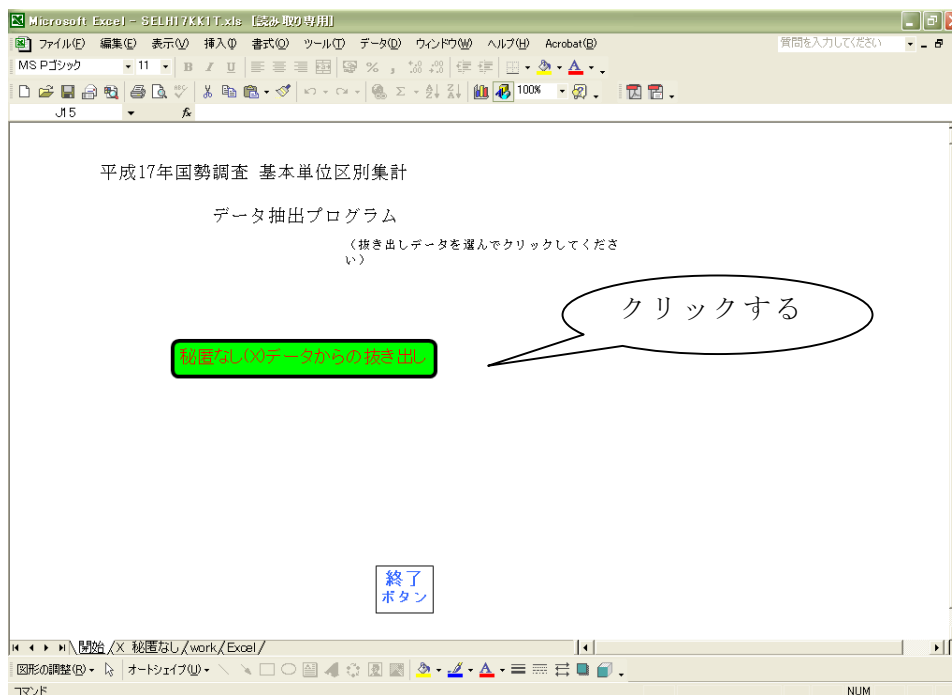 Microsoft Excel - SELH17KK1T.xls [読み取り専用]
ファイル(F) 編集(E) 表示(V) 挿入(I) 書式(O) ツール(T) データ(D) ウィンドウ(W) ヘルプ(H) Acrobat(B) 質問を入力してください
MS Pゴシック 11 B I U % ,
100%
J15 fx
平成17年国勢調査 基本単位区別集計
データ抽出プログラム
（抜き出しデータを選んでクリックしてくださ
い）
クリックする
秘匿なし(X)データからの抜き出し
終了
ボタン
開始 X 秘匿なし work Excel
図形の調整(R) オートシェイプ(U)
コマンド NUM